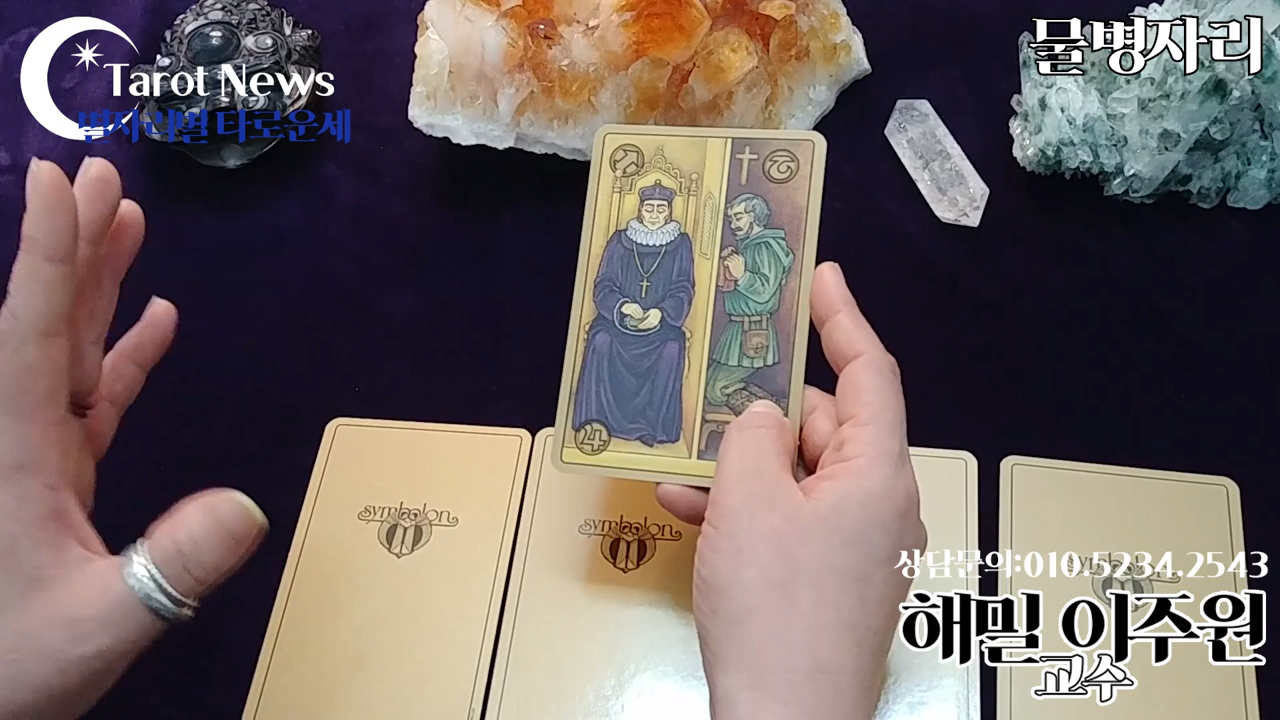 Tarot News
별자리별 타로운세
물병자리
symbolon
symbolon
symbolon
상담문의:010.5234.2543
해밀 이주원
교수